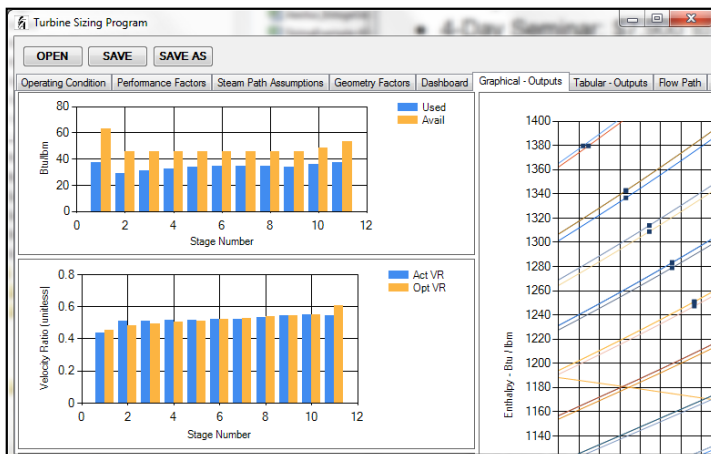 4-Day Seminar: $7,900
Turbine Sizing Program
OPEN SAVE SAVE AS
Operating Condition Performance Factors Steam Path Assumptions Geometry Factors Dashboard Graphical - Outputs Tabular - Outputs Flow Path
80
60
40
20
0
Btu/lbm
0 2 4 6 8 10 12
Stage Number
Used
Avail
0.8
0.6
0.4
0.2
0
Velocity Ratio (unitless)
0 2 4 6 8 10 12
Stage Number
Act VR
Opt VR
1400
1380
1360
1340
1320
1300
1280
1260
1240
1220
1200
1180
1160
1140
Enthalpy - Btu / lbm